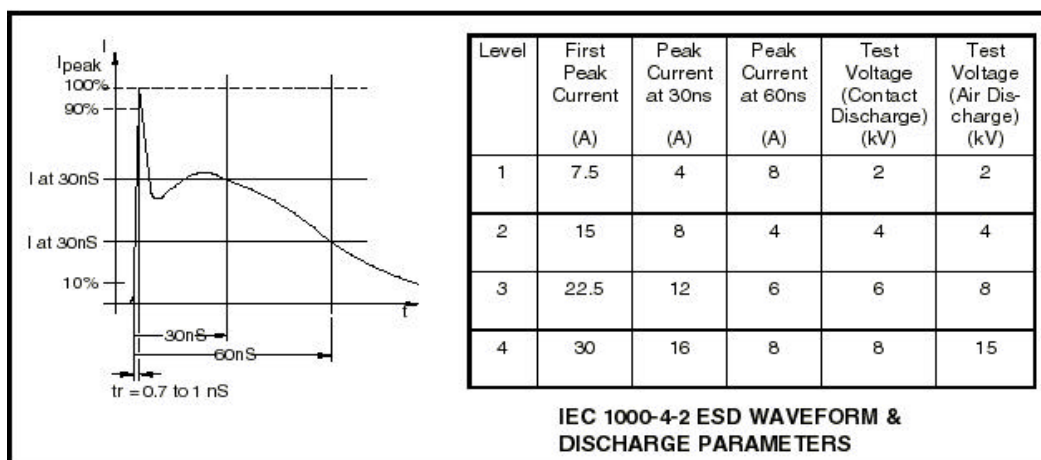 I
Ipeak
100%
90%
I at 30nS
I at 30nS
10%
t
30nS
60nS
tr = 0.7 to 1 nS
Level
First
Peak
Current
(A)
Peak
Current
at 30ns
(A)
Peak
Current
at 60ns
(A)
Test
Voltage
(Contact
Discharge)
(kV)
Test
Voltage
(Air Dis-
charge)
(kV)
1 7.5 4 8 2 2
2 15 8 4 4 4
3 22.5 12 6 6 8
4 30 16 8 8 15
IEC 1000-4-2 ESD WAVEFORM &
DISCHARGE PARAMETERS